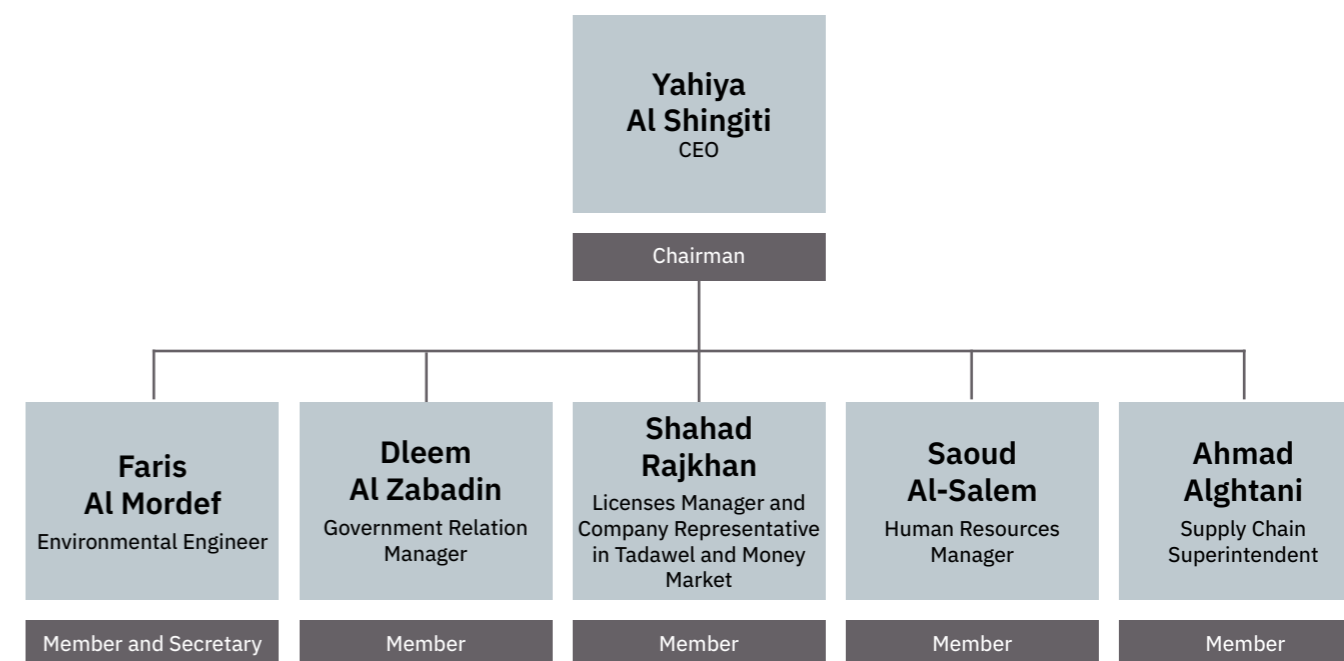 Yahiya
Al Shingiti
CEO
Chairman
Faris
Al Mordef
Environmental Engineer
Member and Secretary
Dleem
Al Zabadin
Government Relation
Manager
Member
Shahad
Rajkhan
Licenses Manager and
Company Representative
in Tadawel and Money
Market
Member
Saoud
Al-Salem
Human Resources
Manager
Member
Ahmad
Alghtani
Supply Chain
Superintendent
Member